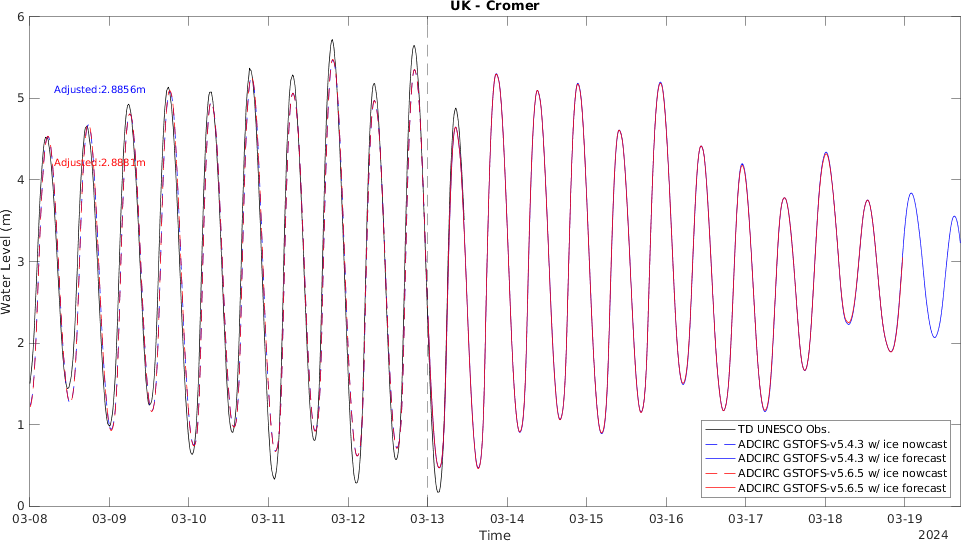 UK - Cromer
6
5
4
3
2
1
0
Water Level (m)
Adjusted:2.8856m
Adjusted:2.8881m
TD UNESCO Obs.
ADCIRC GSTOFS-v5.4.3 w/ ice nowcast
ADCIRC GSTOFS-v5.4.3 w/ ice forecast
ADCIRC GSTOFS-v5.6.5 w/ ice nowcast
ADCIRC GSTOFS-v5.6.5 w/ ice forecast
03-08 03-09 03-10 03-11 03-12 03-13 03-14 03-15 03-16 03-17 03-18 03-19
Time
2024